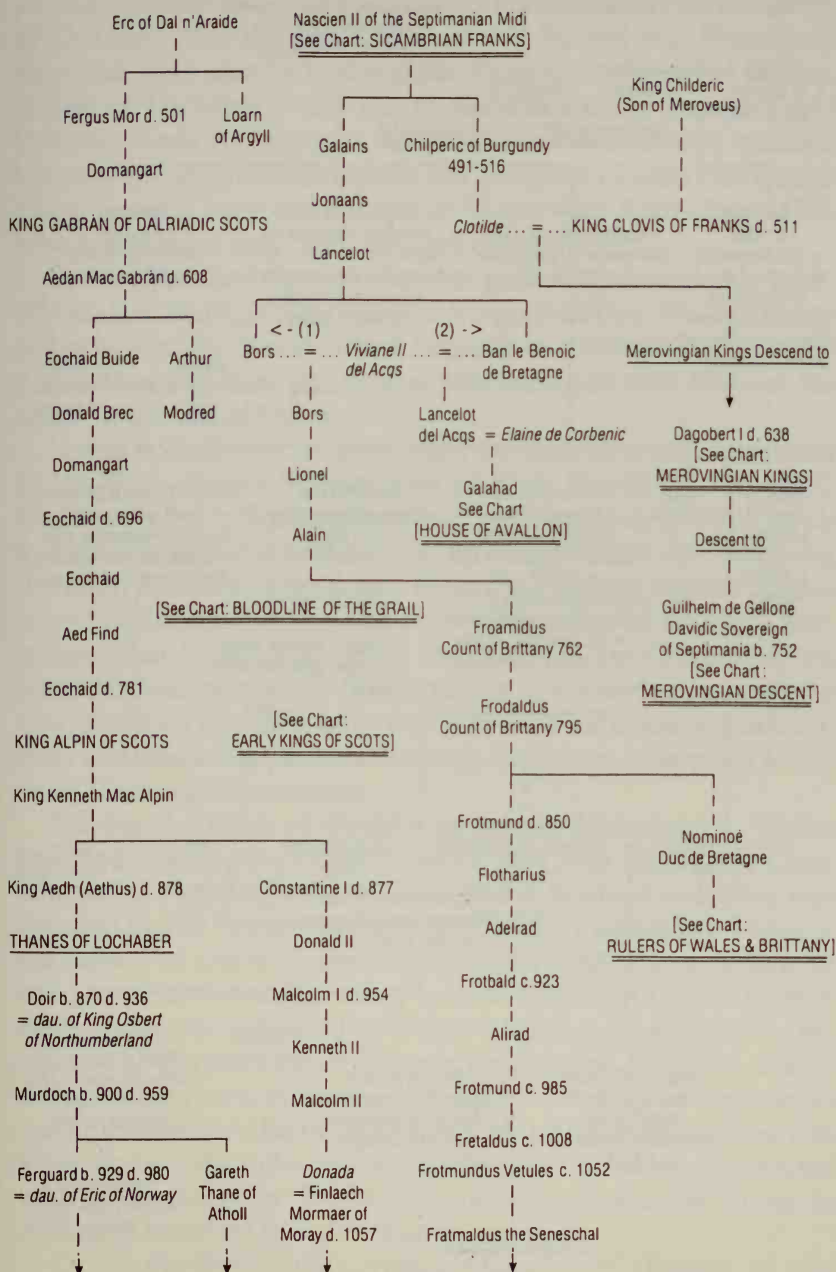 Erc of Dal n'Araide
Nascien II of the Septimanian Midi
[See Chart: SICAMBRIAN FRANKS]
King Childeric
(Son of Meroveus)
Fergus Mor d. 501
Loarn
of Argyll
Galains
Chilperic of Burgundy
491-516
Domangart
Jonaans
KING GABRÀN OF DALRIADIC SCOTS
Clotilde ... = ... KING CLOVIS OF FRANKS d. 511
Lancelot
Aedàn Mac Gabràn d. 608
< - (1)
(2) ->
Eochaid Buide
Arthur
Bors ... = ... Viviane II ... = ... Ban le Benoic
del Acqs
de Bretagne
Merovingian Kings Descend to
Donald Brec
Modred
Bors
Lancelot
del Acqs = Elaine de Corbenic
Dagobert I d. 638
[See Chart:
MEROVINGIAN KINGS]
Domangart
Lionel
Galahad
See Chart
[HOUSE OF AVALLON]
Eochaid d. 696
Alain
Descent to
Eochaid
[See Chart: BLOODLINE OF THE GRAIL]
Froamidus
Count of Brittany 762
Guilhelm de Gellone
Davidic Sovereign
of Septimania b. 752
[See Chart:
MEROVINGIAN DESCENT]
Aed Find
Eochaid d. 781
[See Chart:
EARLY KINGS OF SCOTS]
Frodaldus
Count of Brittany 795
KING ALPIN OF SCOTS
King Kenneth Mac Alpin
Frotmund d. 850
Nominoë
Duc de Bretagne
King Aedh (Aethus) d. 878
Constantine I d. 877
Flotharius
[See Chart:
RULERS OF WALES & BRITTANY]
THANES OF LOCHABER
Donald II
Adelrad
Doir b. 870 d. 936
= dau. of King Osbert
of Northumberland
Malcolm I d. 954
Frotbald c.923
Kenneth II
Alirad
Murdoch b. 900 d. 959
Malcolm II
Frotmund c. 985
Fretaldus c. 1008
Ferguard b. 929 d. 980
= dau. of Eric of Norway
Gareth
Thane of
Atholl
Donada
= Finlaech
Mormaer of
Moray d. 1057
Frotmundus Vetules c. 1052
Fratmaldus the Seneschal